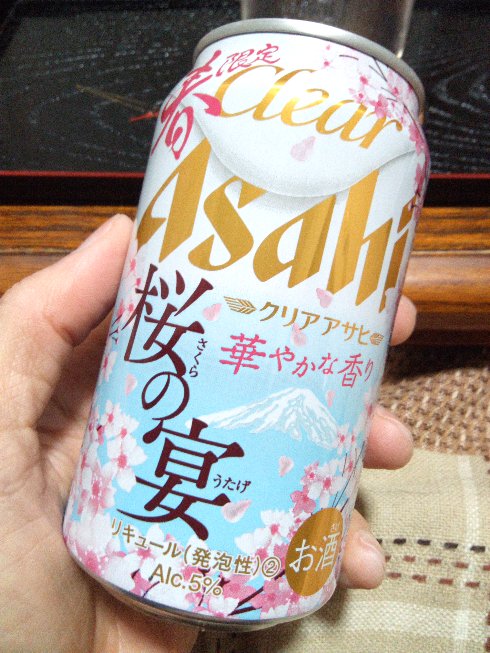 春限定
Clear
Asahi
クリアアサヒ
華やかな香り
桜の宴
さくら
うたげ
リキュール(発泡性)②
Alc.5%
お酒